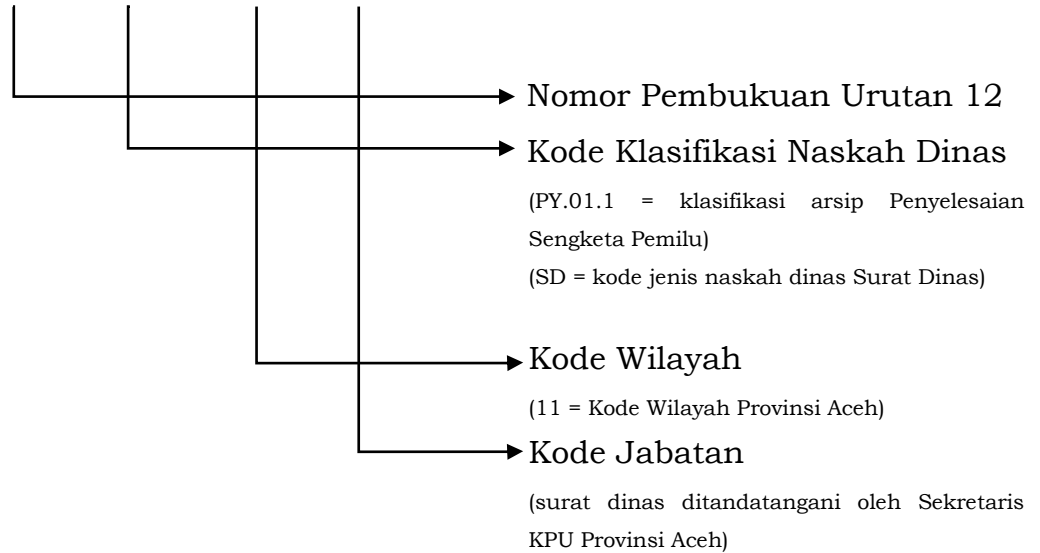 Nomor Pembukuan Urutan 12
Kode Klasifikasi Naskah Dinas
(PY.01.1 = klasifikasi arsip Penyelesaian
Sengketa Pemilu)
(SD = kode jenis naskah dinas Surat Dinas)
Kode Wilayah
(11 = Kode Wilayah Provinsi Aceh)
Kode Jabatan
(surat dinas ditandatangani oleh Sekretaris
KPU Provinsi Aceh)